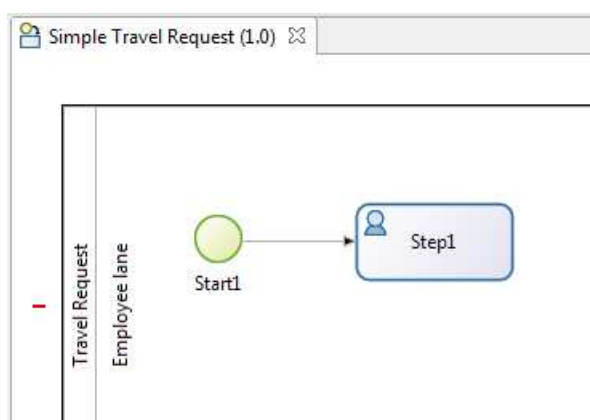 Simple Travel Request (1.0)
Travel Request
Employee lane
Start1
Step1